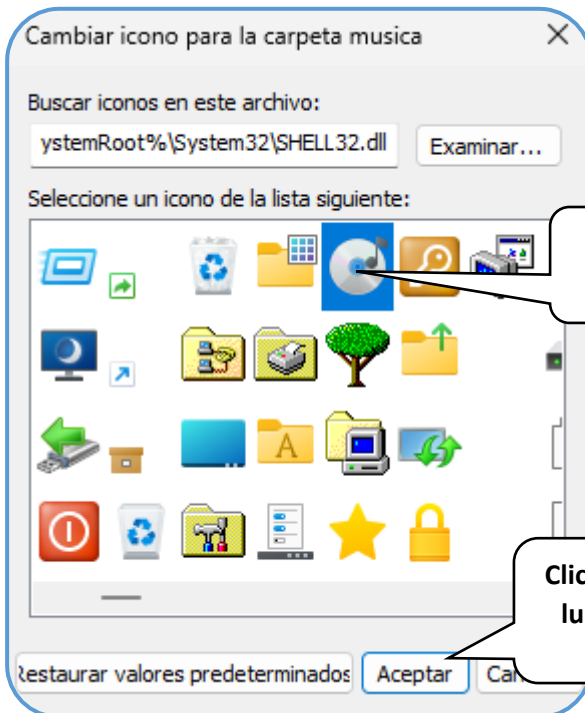 Cambiar icono para la carpeta musica
Buscar iconos en este archivo:
ystemRoot%\System32\SHELL32.dll Examinar...
Seleccione un icono de la lista siguiente:
A
Clic
lu
Restaurar valores predeterminados Aceptar Can